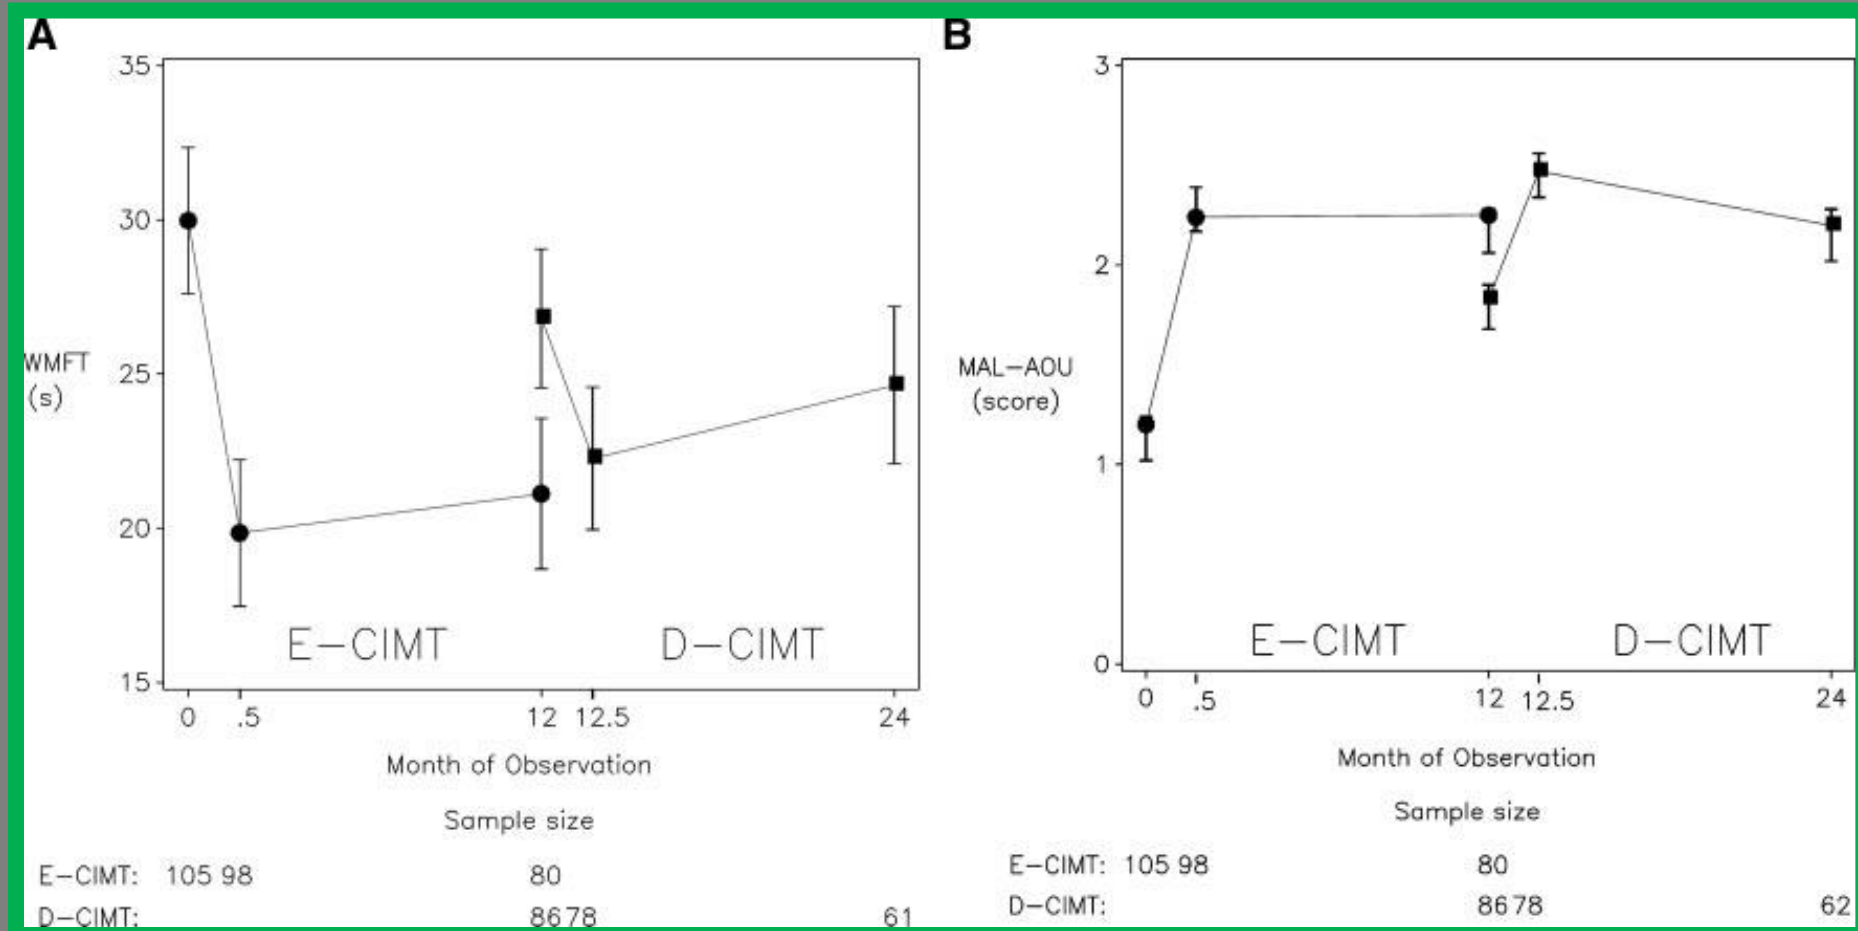 A
35
30
25
20
15
WMFT
(s)
E-CIMT
D-CIMT
0 .5 12 12.5 24
Month of Observation
Sample size
E-CIMT: 105 98 80
D-CIMT: 86 78 61
B
3
2
1
0
MAL-AOU
(score)
E-CIMT
D-CIMT
0 .5 12 12.5 24
Month of Observation
Sample size
E-CIMT: 105 98 80
D-CIMT: 86 78 62